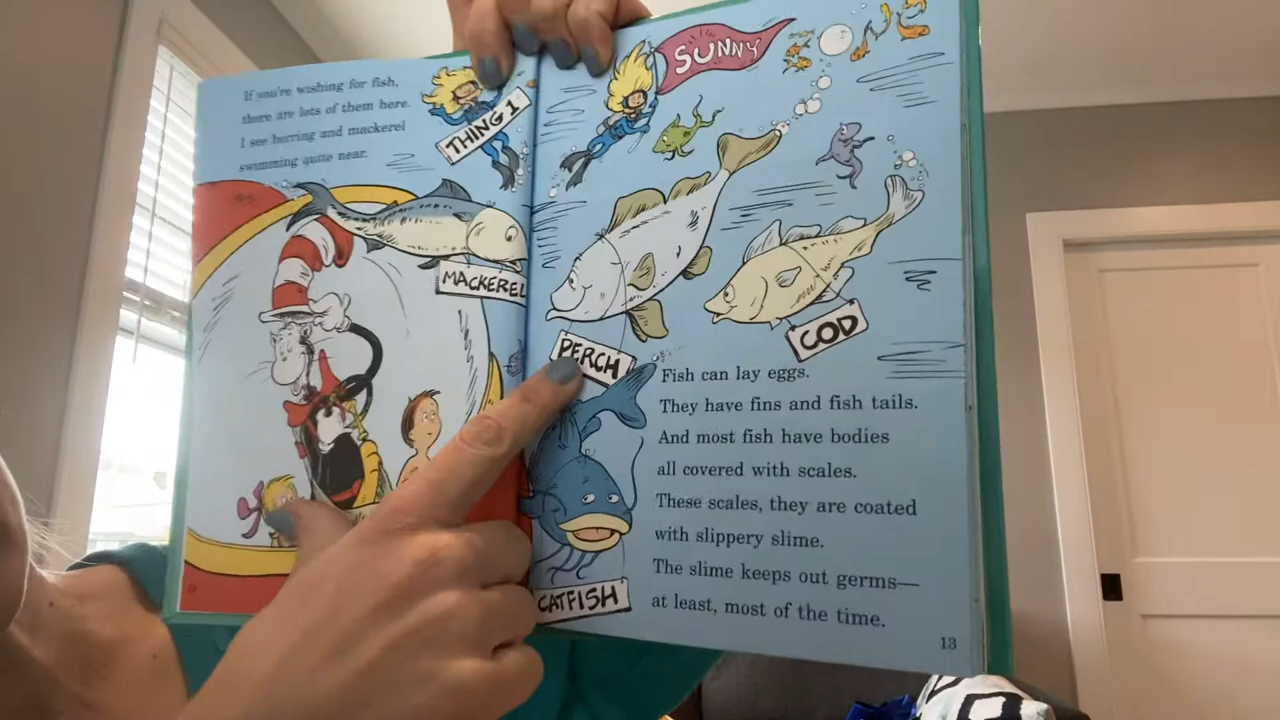 If you're wishing for fish,
there are lots of them here.
I see herring and mackerel
swimming quite near.
THING 1
MACKEREL
SUNNY
PERCH
COD
CATFISH
Fish can lay eggs.
They have fins and fish tails.
And most fish have bodies
all covered with scales.
These scales, they are coated
with slippery slime.
The slime keeps out germs—
at least, most of the time.
13